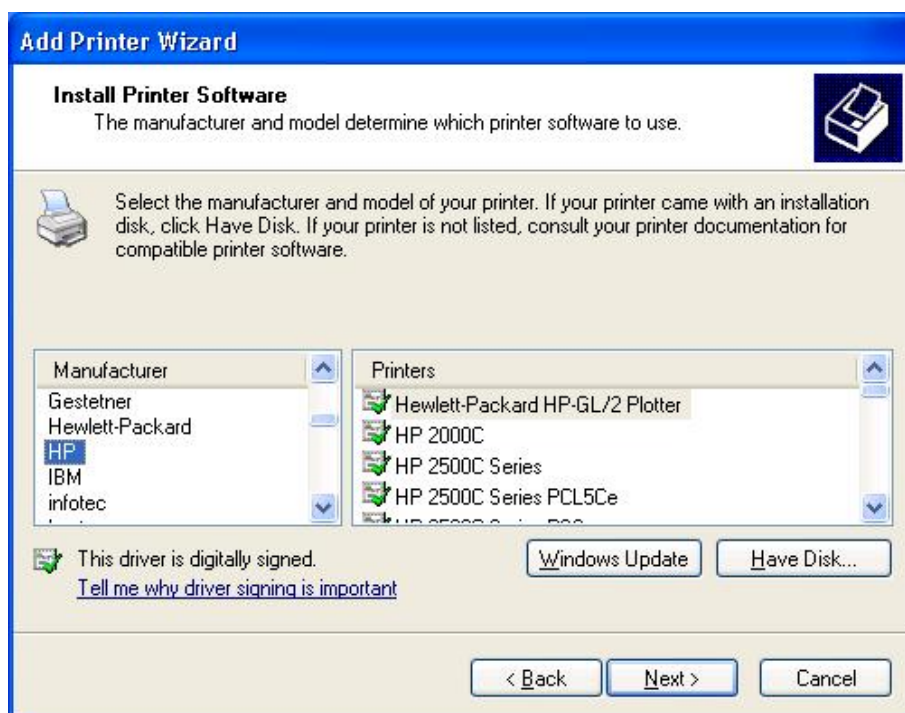 Add Printer Wizard
Install Printer Software
The manufacturer and model determine which printer software to use.
Select the manufacturer and model of your printer. If your printer came with an installation
disk, click Have Disk. If your printer is not listed, consult your printer documentation for
compatible printer software.
Manufacturer
Gestetner
Hewlett-Packard
HP
IBM
infotec
Printers
Hewlett-Packard HP-GL/2 Plotter
HP 2000C
HP 2500C Series
HP 2500C Series PCL5Ce
This driver is digitally signed.
Tell me why driver signing is important
Windows Update
Have Disk...
< Back
Next >
Cancel